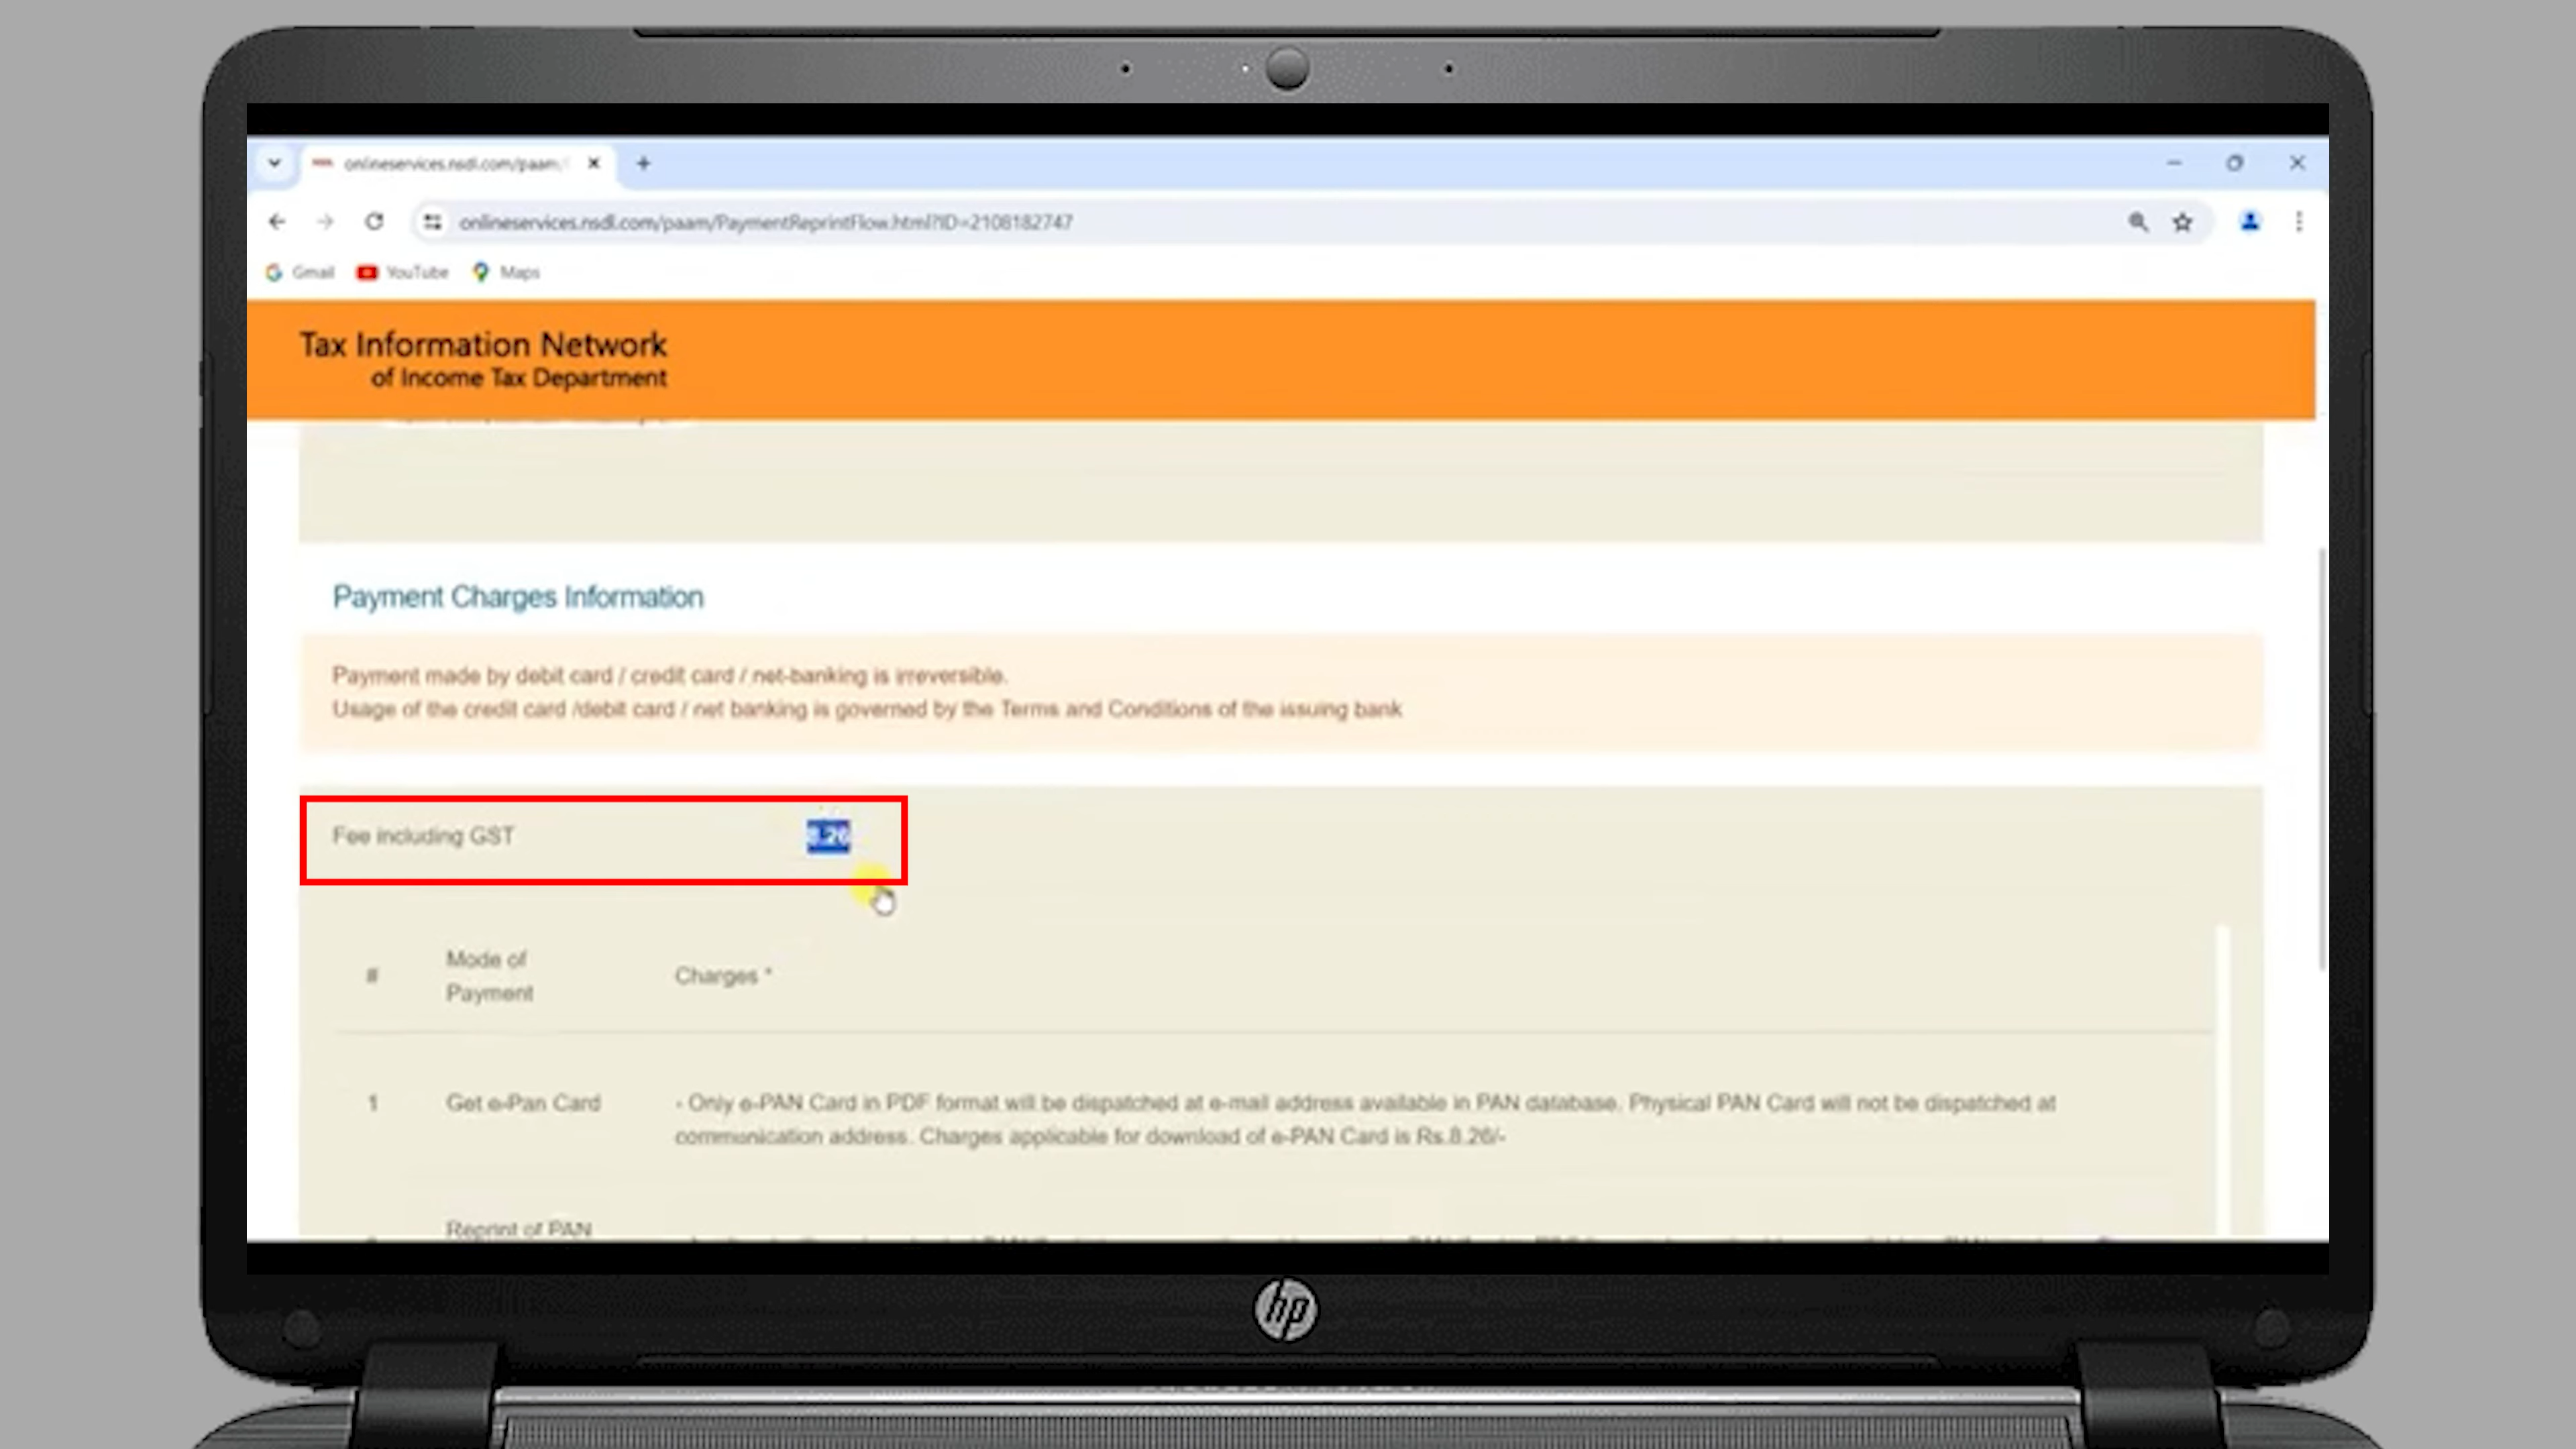 onlineservices.nsdl.com/paam/
onlineservices.nsdl.com/paam/PaymentReprintFlow.html?ID=2108182747
Gmail YouTube Maps
Tax Information Network
of Income Tax Department
Payment Charges Information
Payment made by debit card / credit card / net-banking is irreversible.
Usage of the credit card /debit card / net banking is governed by the Terms and Conditions of the issuing bank
Fee including GST 8.26
# Mode of Payment Charges *
1 Get e-Pan Card - Only e-PAN Card in PDF format will be dispatched at e-mail address available in PAN database. Physical PAN Card will not be dispatched at
communication address. Charges applicable for download of e-PAN Card is Rs.8.26/-
Reprint of PAN
hp